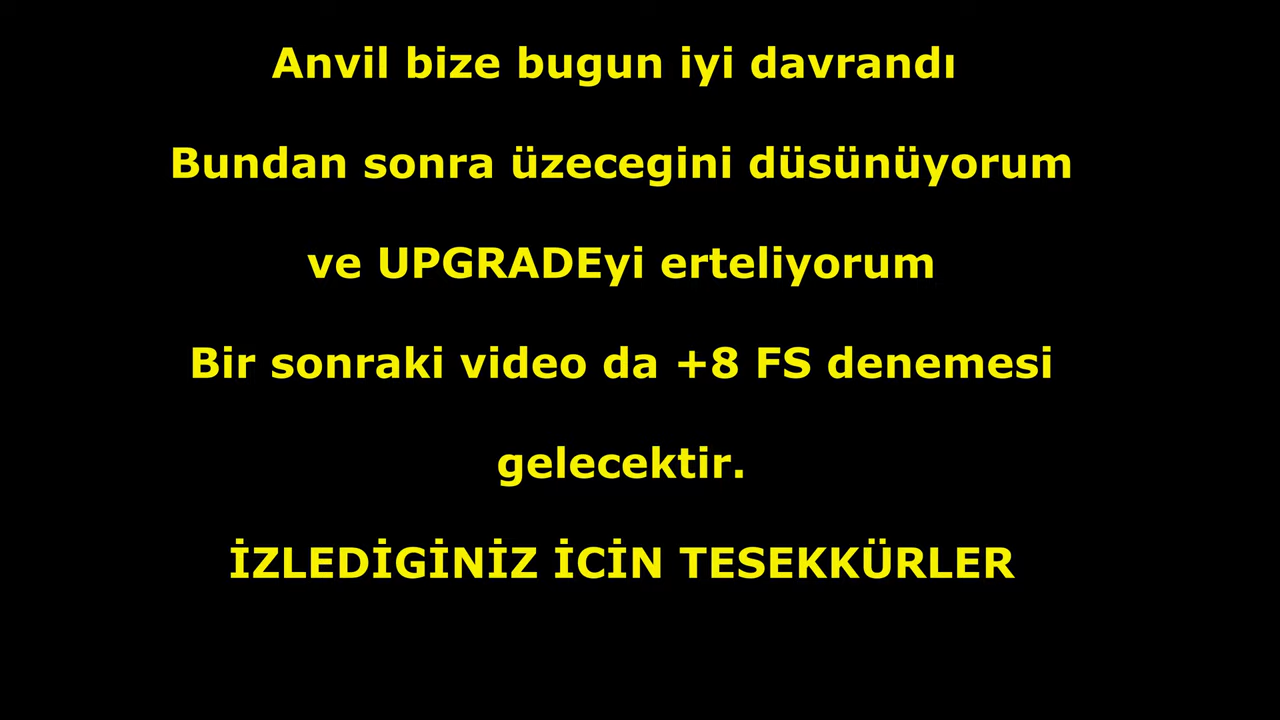 Anvil bize bugun iyi davrandı
Bundan sonra üzecegini düsünüyorum
ve UPGRADEyi erteliyorum
Bir sonraki video da +8 FS denemesi
gelecektir.
İZLEDİGİNİZ İCİN TESEKKÜRLER